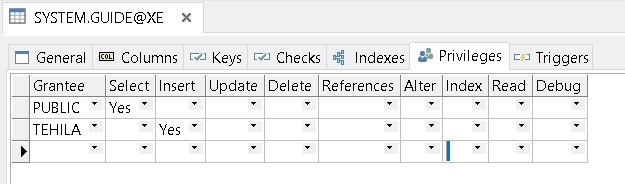 SYSTEM.GUIDE@XE
General Columns Keys Checks Indexes Privileges Triggers
Grantee Select Insert Update Delete References Alter Index Read Debug
PUBLIC Yes
TEHILA Yes